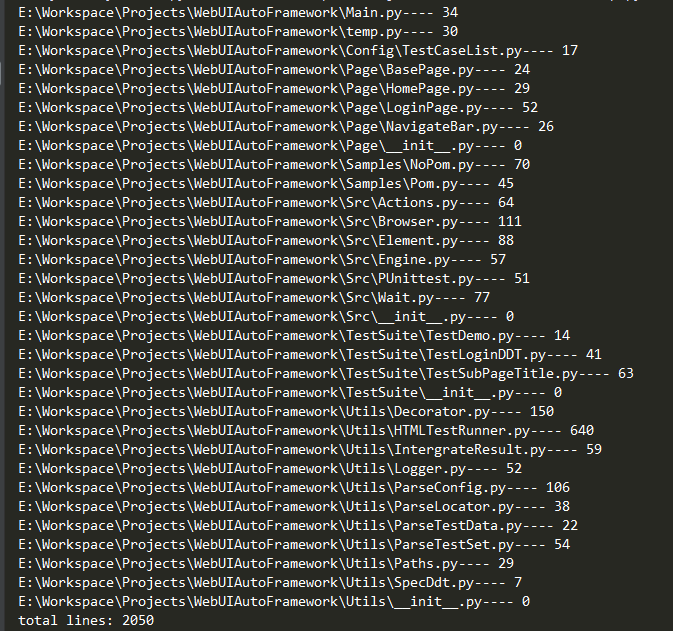 E:\Workspace\Projects\WebUIAutoFramework\Main.py---- 34
E:\Workspace\Projects\WebUIAutoFramework\temp.py---- 30
E:\Workspace\Projects\WebUIAutoFramework\Config\TestCaseList.py---- 17
E:\Workspace\Projects\WebUIAutoFramework\Page\BasePage.py---- 24
E:\Workspace\Projects\WebUIAutoFramework\Page\HomePage.py---- 29
E:\Workspace\Projects\WebUIAutoFramework\Page\LoginPage.py---- 52
E:\Workspace\Projects\WebUIAutoFramework\Page\NavigateBar.py---- 26
E:\Workspace\Projects\WebUIAutoFramework\Page\__init__.py---- 0
E:\Workspace\Projects\WebUIAutoFramework\Samples\NoPom.py---- 70
E:\Workspace\Projects\WebUIAutoFramework\Samples\Pom.py---- 45
E:\Workspace\Projects\WebUIAutoFramework\Src\Actions.py---- 64
E:\Workspace\Projects\WebUIAutoFramework\Src\Browser.py---- 111
E:\Workspace\Projects\WebUIAutoFramework\Src\Element.py---- 88
E:\Workspace\Projects\WebUIAutoFramework\Src\Engine.py---- 57
E:\Workspace\Projects\WebUIAutoFramework\Src\PUnittest.py---- 51
E:\Workspace\Projects\WebUIAutoFramework\Src\Wait.py---- 77
E:\Workspace\Projects\WebUIAutoFramework\Src\__init__.py---- 0
E:\Workspace\Projects\WebUIAutoFramework\TestSuite\TestDemo.py---- 14
E:\Workspace\Projects\WebUIAutoFramework\TestSuite\TestLoginDDT.py---- 41
E:\Workspace\Projects\WebUIAutoFramework\TestSuite\TestSubPageTitle.py---- 63
E:\Workspace\Projects\WebUIAutoFramework\TestSuite\__init__.py---- 0
E:\Workspace\Projects\WebUIAutoFramework\Utils\Decorator.py---- 150
E:\Workspace\Projects\WebUIAutoFramework\Utils\HTMLTestRunner.py---- 640
E:\Workspace\Projects\WebUIAutoFramework\Utils\IntergrateResult.py---- 59
E:\Workspace\Projects\WebUIAutoFramework\Utils\Logger.py---- 52
E:\Workspace\Projects\WebUIAutoFramework\Utils\ParseConfig.py---- 106
E:\Workspace\Projects\WebUIAutoFramework\Utils\ParseLocator.py---- 38
E:\Workspace\Projects\WebUIAutoFramework\Utils\ParseTestData.py---- 22
E:\Workspace\Projects\WebUIAutoFramework\Utils\ParseTestSet.py---- 54
E:\Workspace\Projects\WebUIAutoFramework\Utils\Paths.py---- 29
E:\Workspace\Projects\WebUIAutoFramework\Utils\SpecDdt.py---- 7
E:\Workspace\Projects\WebUIAutoFramework\Utils\__init__.py---- 0
total lines: 2050